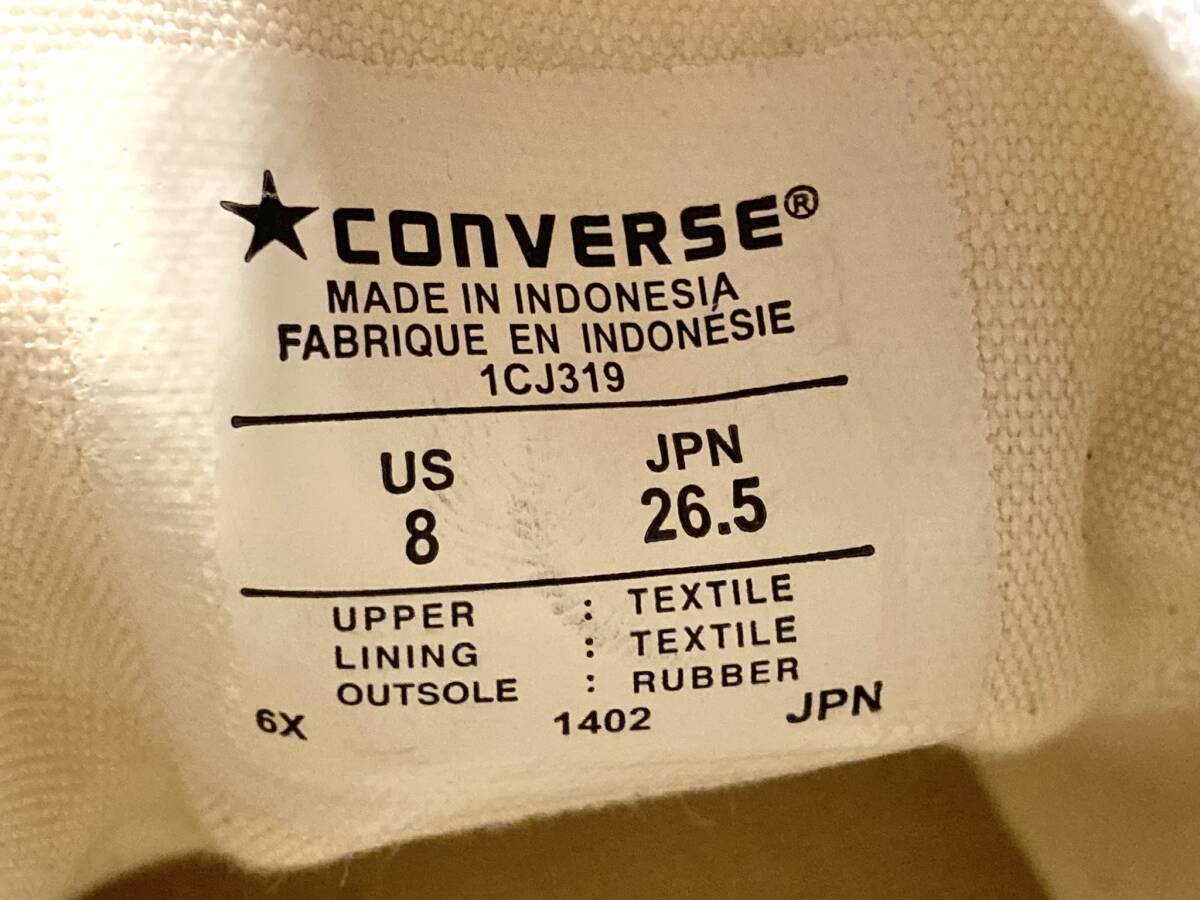 ★CONVERSE®
MADE IN INDONESIA
FABRIQUE EN INDONÉSIE
1CJ319
US JPN
8 26.5
UPPER : TEXTILE
LINING : TEXTILE
OUTSOLE : RUBBER
6X 1402 JPN